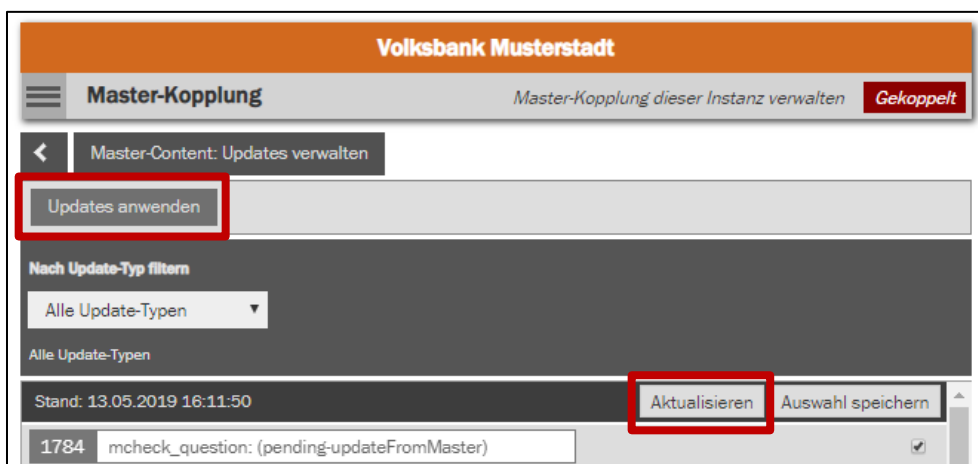 Volksbank Musterstadt
Master-Kopplung Master-Kopplung dieser Instanz verwalten Gekoppelt
Master-Content: Updates verwalten
Updates anwenden
Nach Update-Typ filtern
Alle Update-Typen
Alle Update-Typen
Stand: 13.05.2019 16:11:50 Aktualisieren Auswahl speichern
1784 mcheck_question: (pending-updateFromMaster)